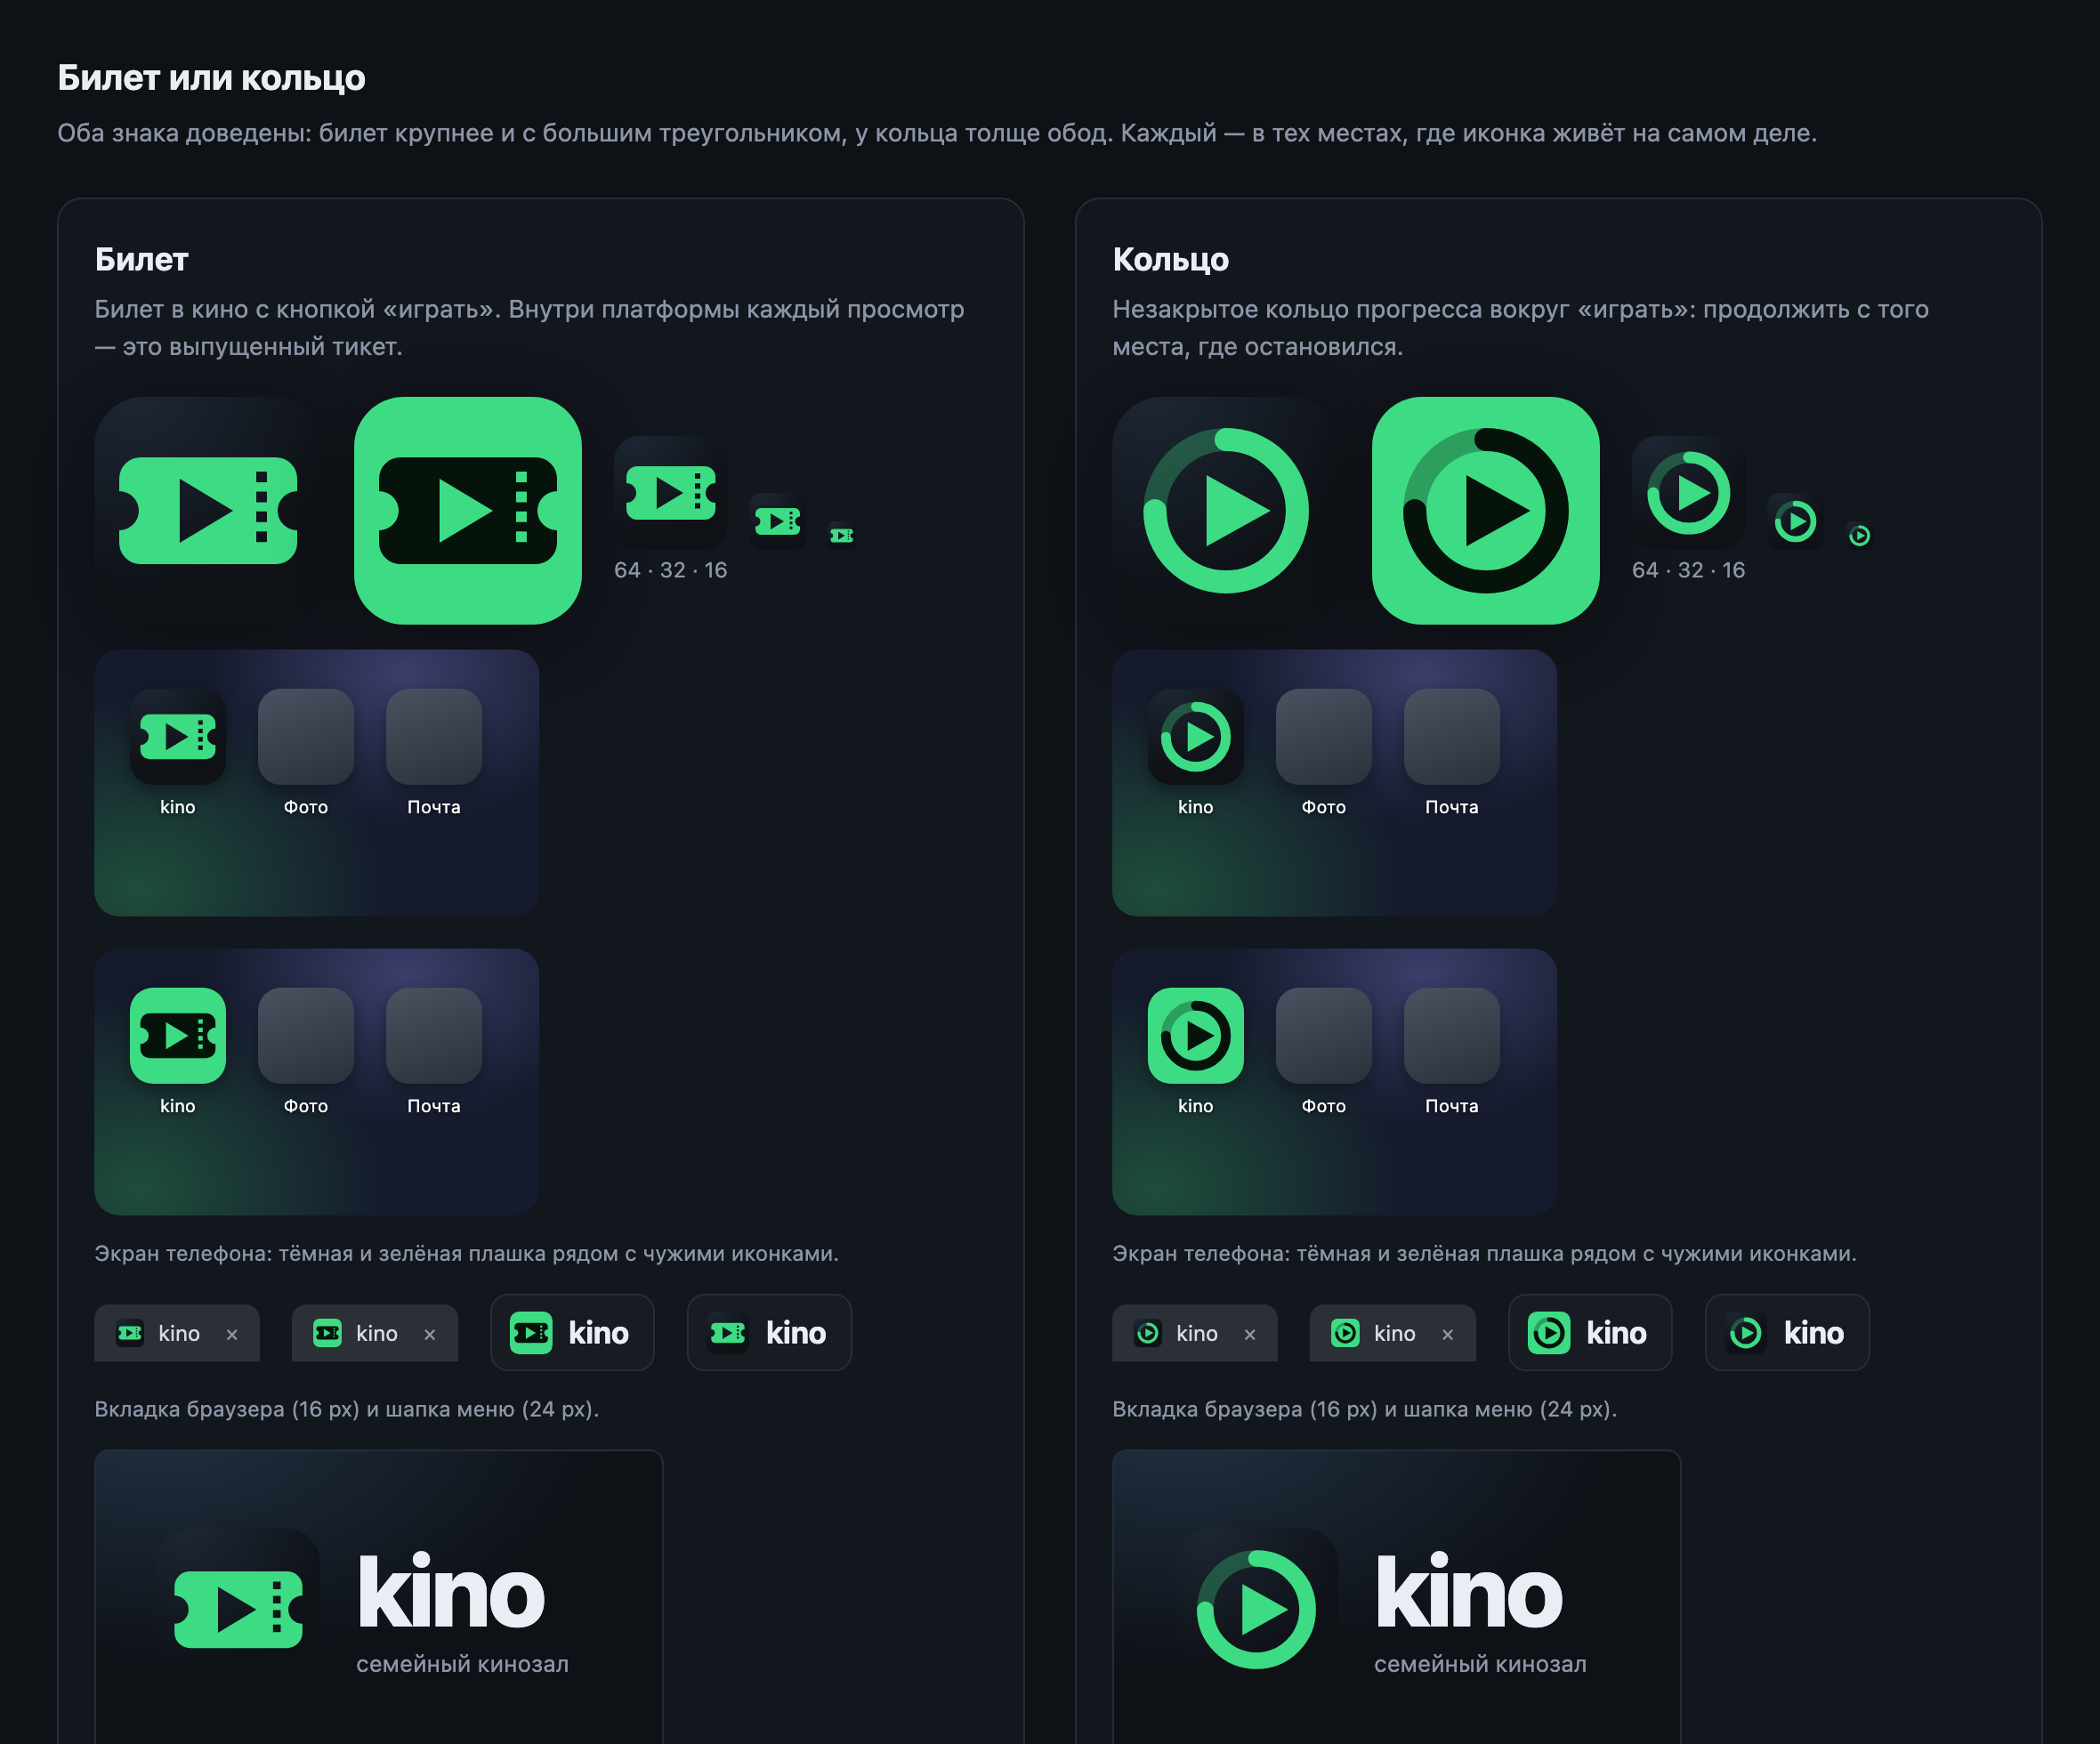 Билет или кольцо
Оба знака доведены: билет крупнее и с большим треугольником, у кольца толще обод. Каждый — в тех местах, где иконка живёт на самом деле.
Билет
Билет в кино с кнопкой «играть». Внутри платформы каждый просмотр
— это выпущенный тикет.
64 · 32 · 16
kino
Фото
Почта
kino
Фото
Почта
Экран телефона: тёмная и зелёная плашка рядом с чужими иконками.
kino ×
kino ×
kino
kino
Вкладка браузера (16 px) и шапка меню (24 px).
kino
семейный кинозал
Кольцо
Незакрытое кольцо прогресса вокруг «играть»: продолжить с того
места, где остановился.
64 · 32 · 16
kino
Фото
Почта
kino
Фото
Почта
Экран телефона: тёмная и зелёная плашка рядом с чужими иконками.
kino ×
kino ×
kino
kino
Вкладка браузера (16 px) и шапка меню (24 px).
kino
семейный кинозал